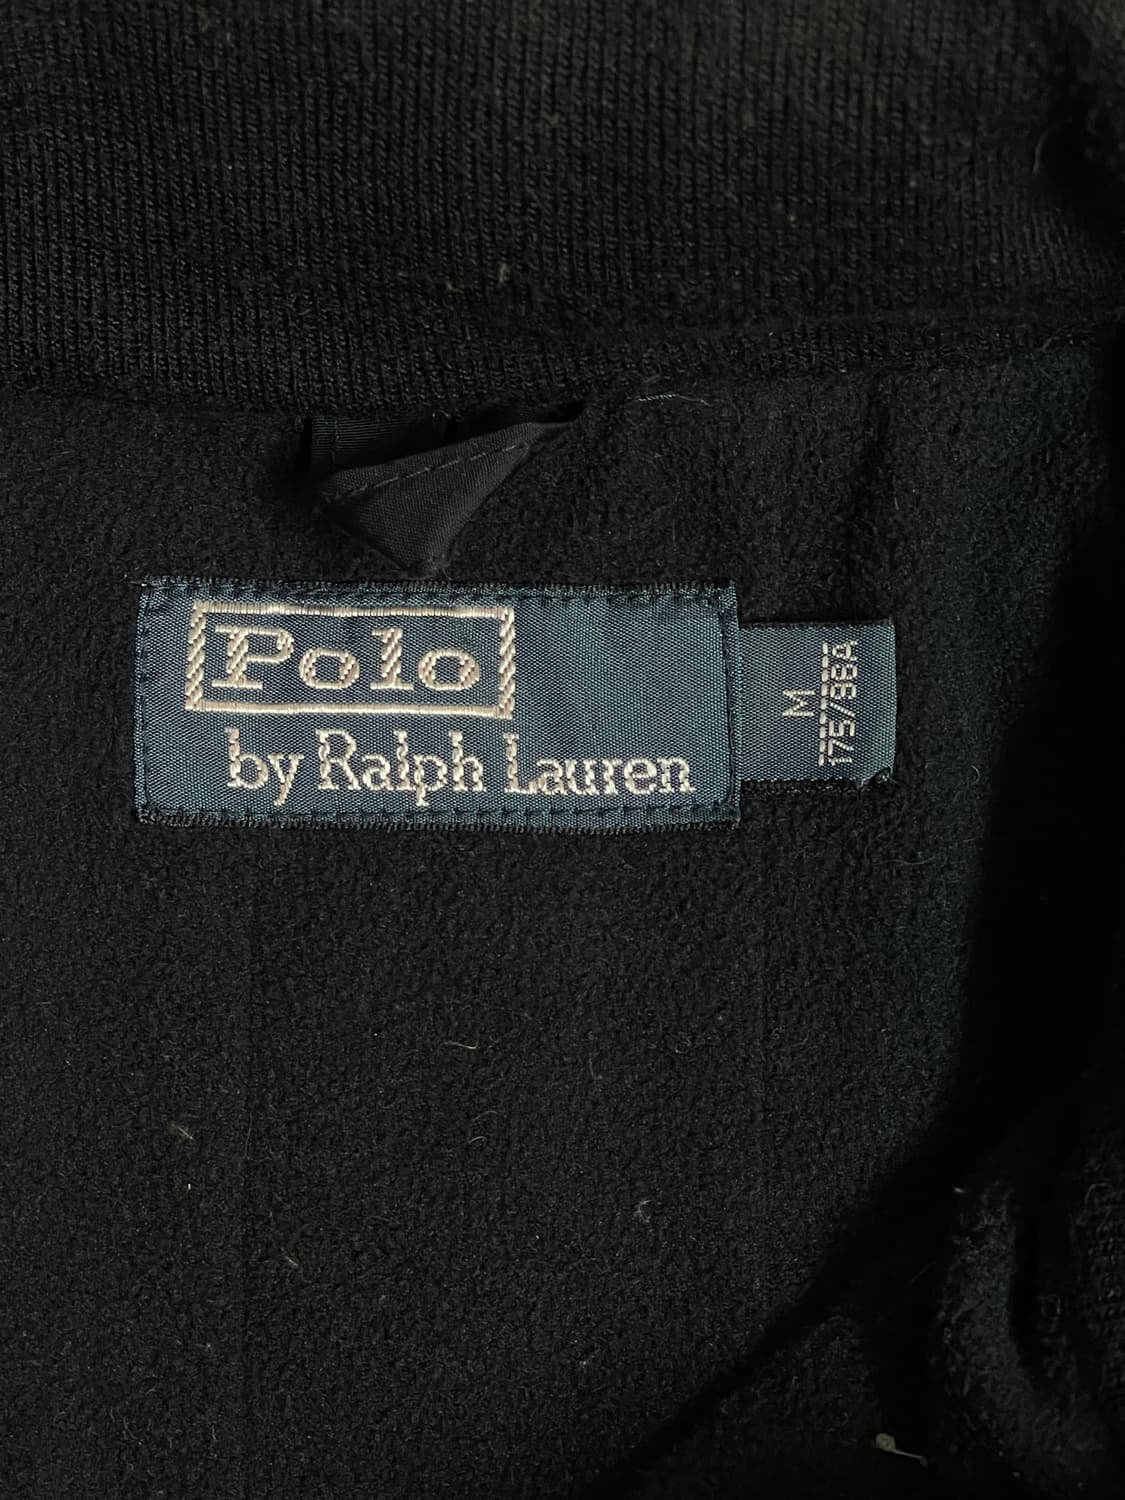 Polo
by Ralph Lauren
M
175/88A